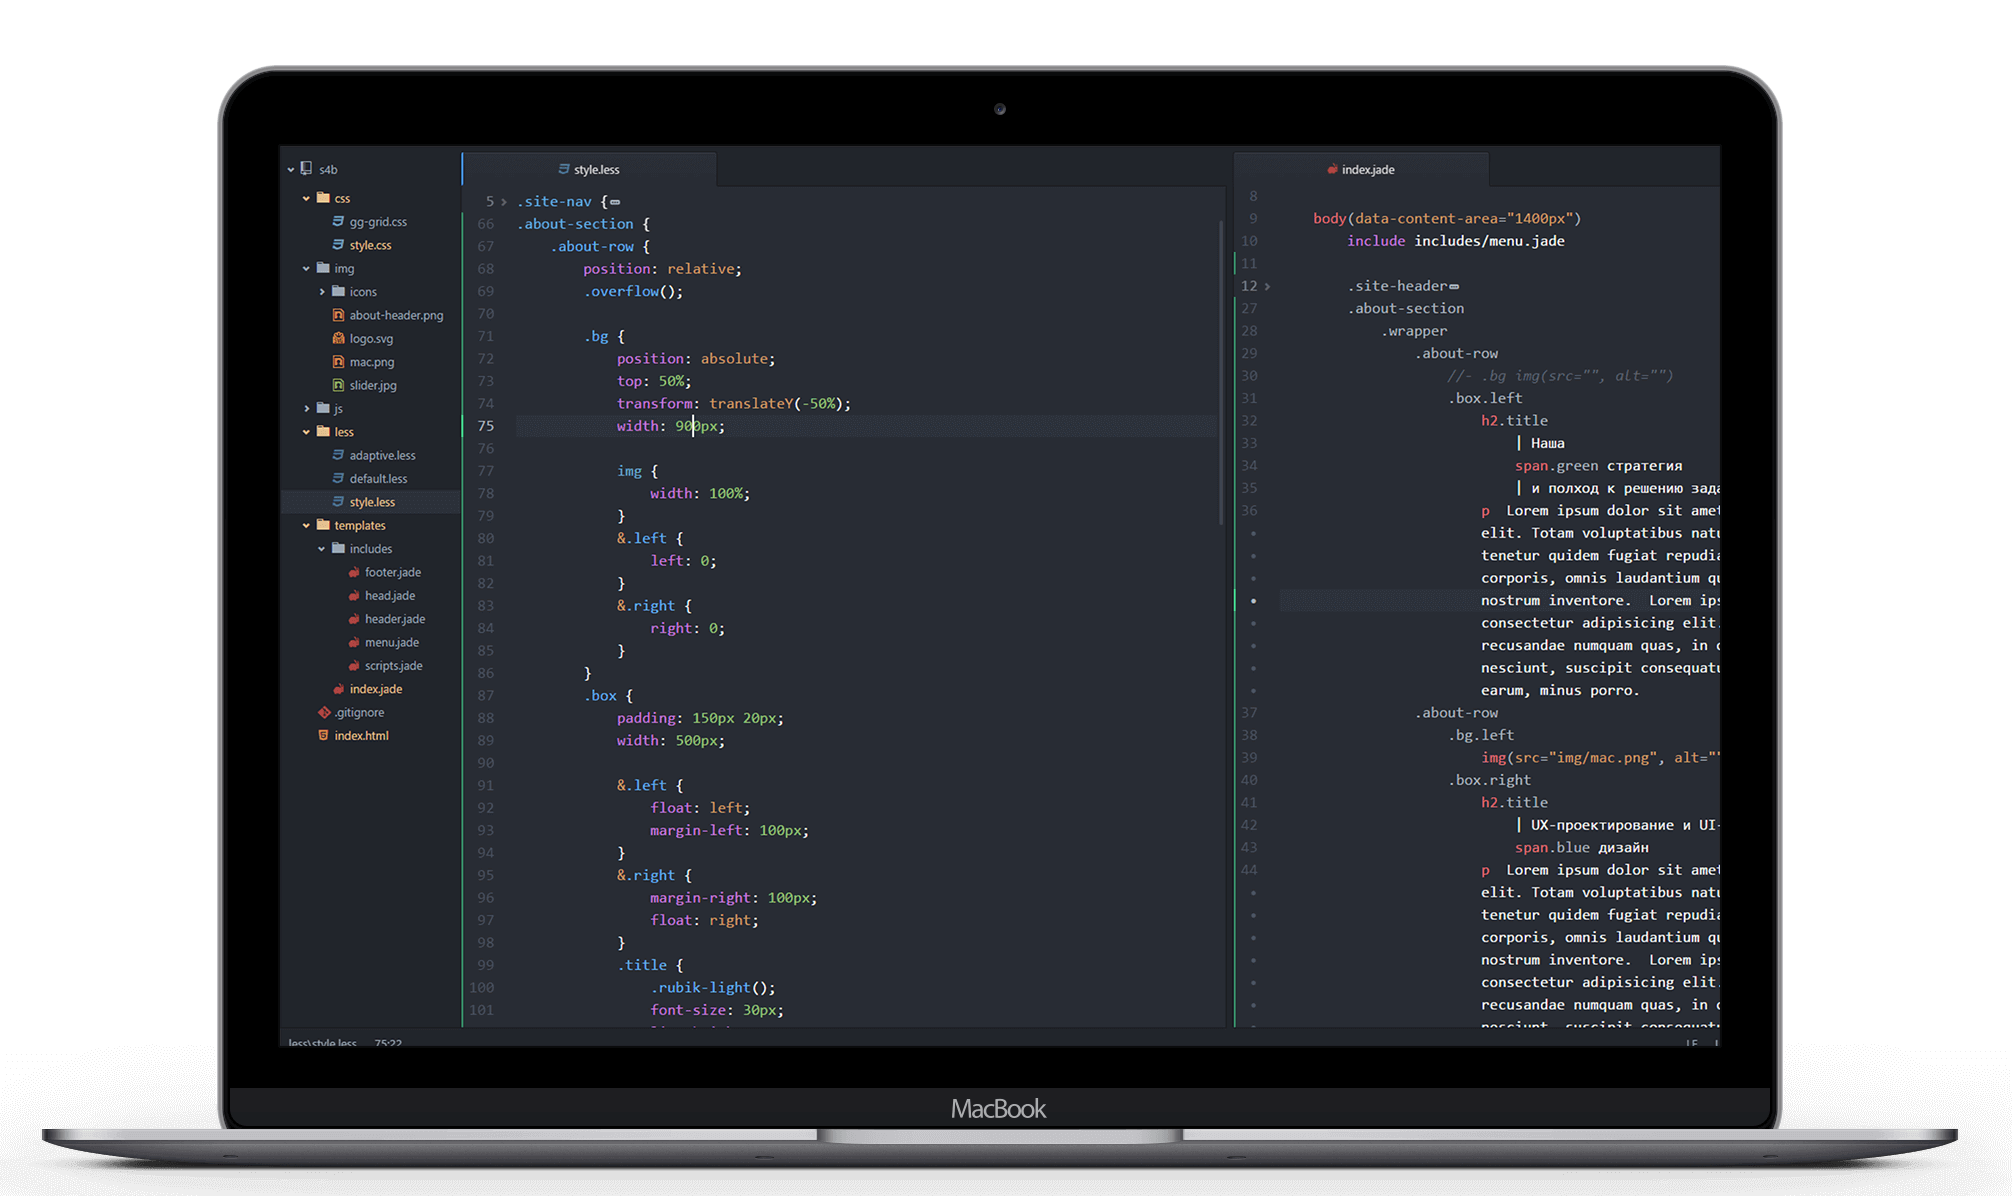 s4b
css
gg-grid.css
style.css
img
icons
about-header.png
logo.svg
mac.png
slider.jpg
js
less
adaptive.less
default.less
style.less
templates
includes
footer.jade
head.jade
header.jade
menu.jade
scripts.jade
index.jade
.gitignore
index.html
style.less
5 .site-nav {
66 .about-section {
67 .about-row {
68 position: relative;
69 .overflow();
70
71 .bg {
72 position: absolute;
73 top: 50%;
74 transform: translateY(-50%);
75 width: 900px;
76
77 img {
78 width: 100%;
79 }
80 &.left {
81 left: 0;
82 }
83 &.right {
84 right: 0;
85 }
86 }
87 .box {
88 padding: 150px 20px;
89 width: 500px;
90
91 &.left {
92 float: left;
93 margin-left: 100px;
94 }
95 &.right {
96 margin-right: 100px;
97 float: right;
98 }
99 .title {
100 .rubik-light();
101 font-size: 30px;
index.jade
8
9 body(data-content-area="1400px")
10 include includes/menu.jade
11
12 .site-header
27 .about-section
28 .wrapper
29 .about-row
30 //- .bg img(src="", alt="")
31 .box.left
32 h2.title
33 | Наша
34 span.green стратегия
35 | и полход к решению зада
36 p Lorem ipsum dolor sit amet
elit. Totam voluptatibus natu
tenetur quidem fugiat repudia
corporis, omnis laudantium qu
nostrum inventore. Lorem ips
consectetur adipisicing elit.
recusandae numquam quas, in
nesciunt, suscipit consequatu
earum, minus porro.
37 .about-row
38 .bg.left
39 img(src="img/mac.png", alt=""
40 .box.right
41 h2.title
42 | UX-проектирование и UI-
43 span.blue дизайн
44 p Lorem ipsum dolor sit amet
elit. Totam voluptatibus natu
tenetur quidem fugiat repudia
corporis, omnis laudantium qu
nostrum inventore. Lorem ips
consectetur adipisicing elit.
recusandae numquam quas, in
nesciunt, suscipit consequatu
less\style.less 75:22
LF
MacBook